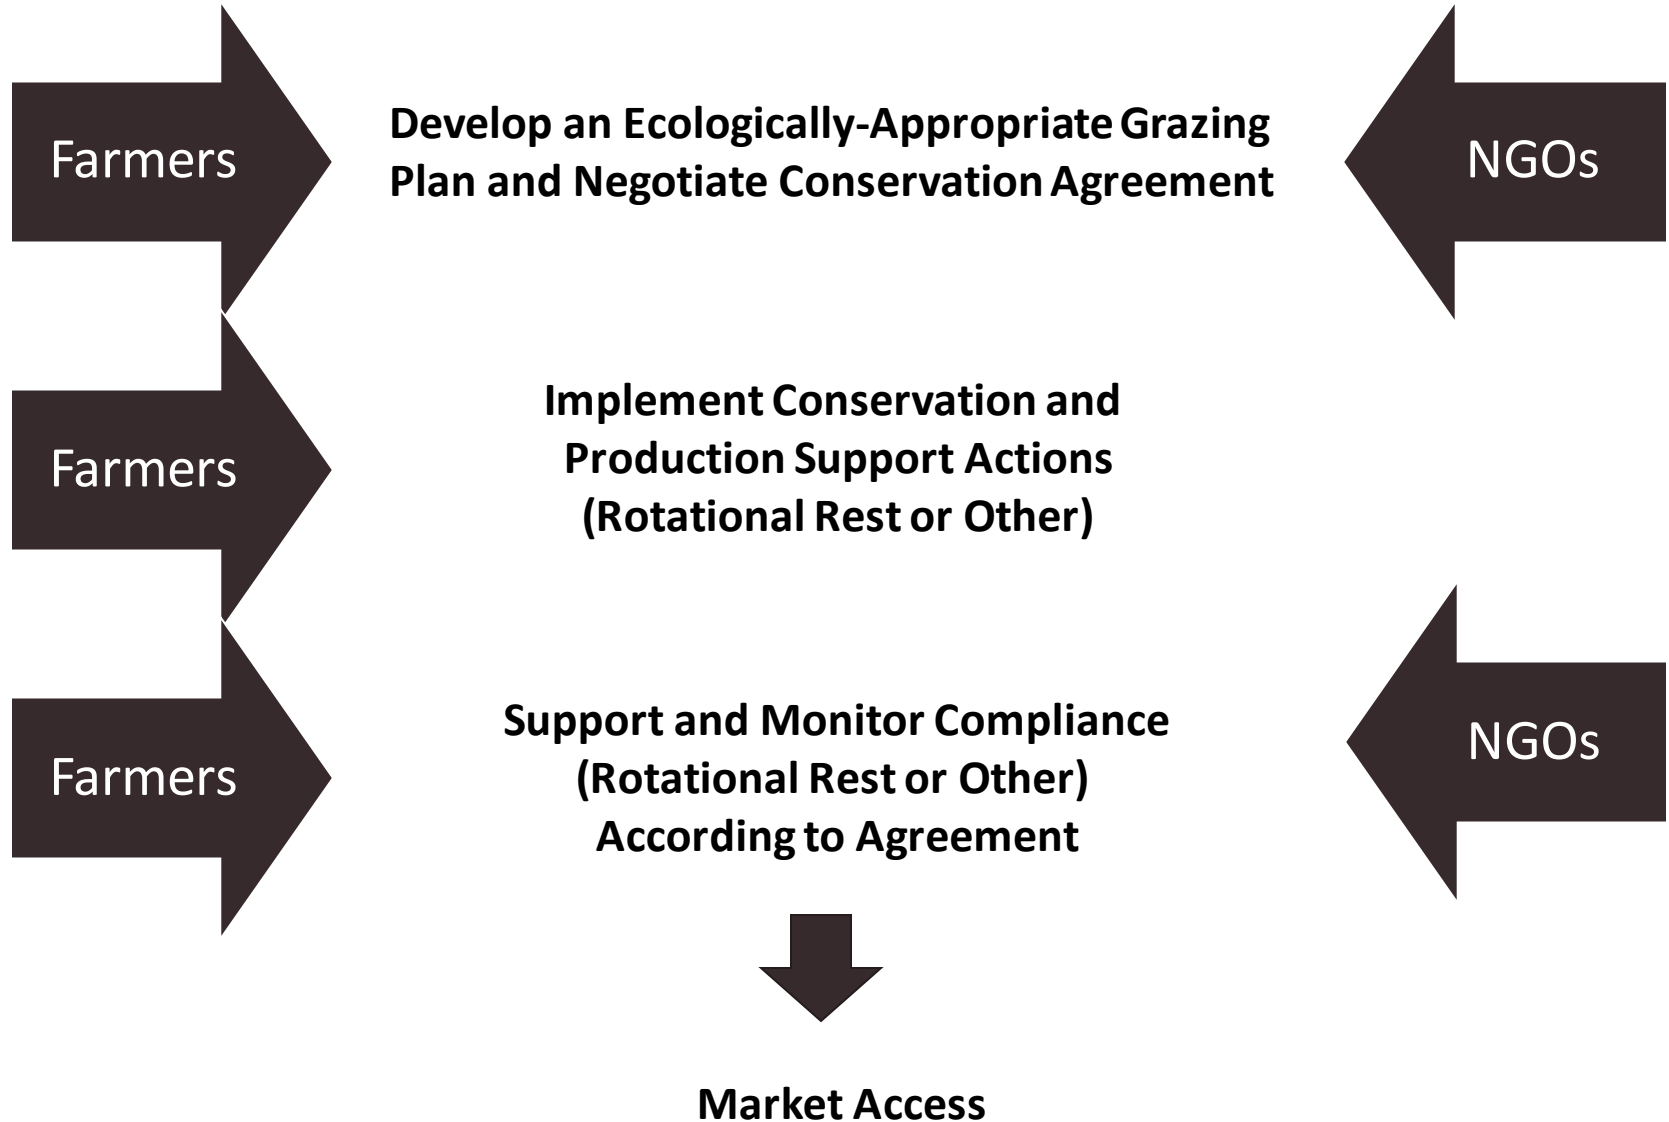 Farmers
Develop an Ecologically-Appropriate Grazing
Plan and Negotiate Conservation Agreement
NGOs
Farmers
Implement Conservation and
Production Support Actions
(Rotational Rest or Other)
Farmers
Support and Monitor Compliance
(Rotational Rest or Other)
According to Agreement
NGOs
Market Access